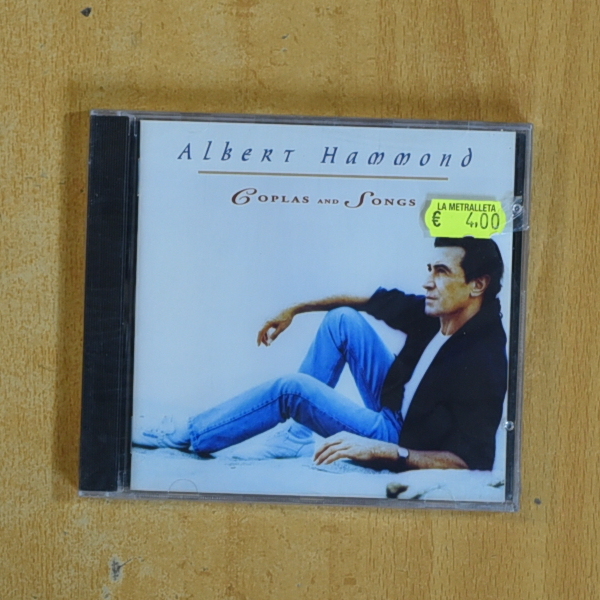 Albert Hammond
Coplas and Songs
LA METRALLETA
€ 4,00